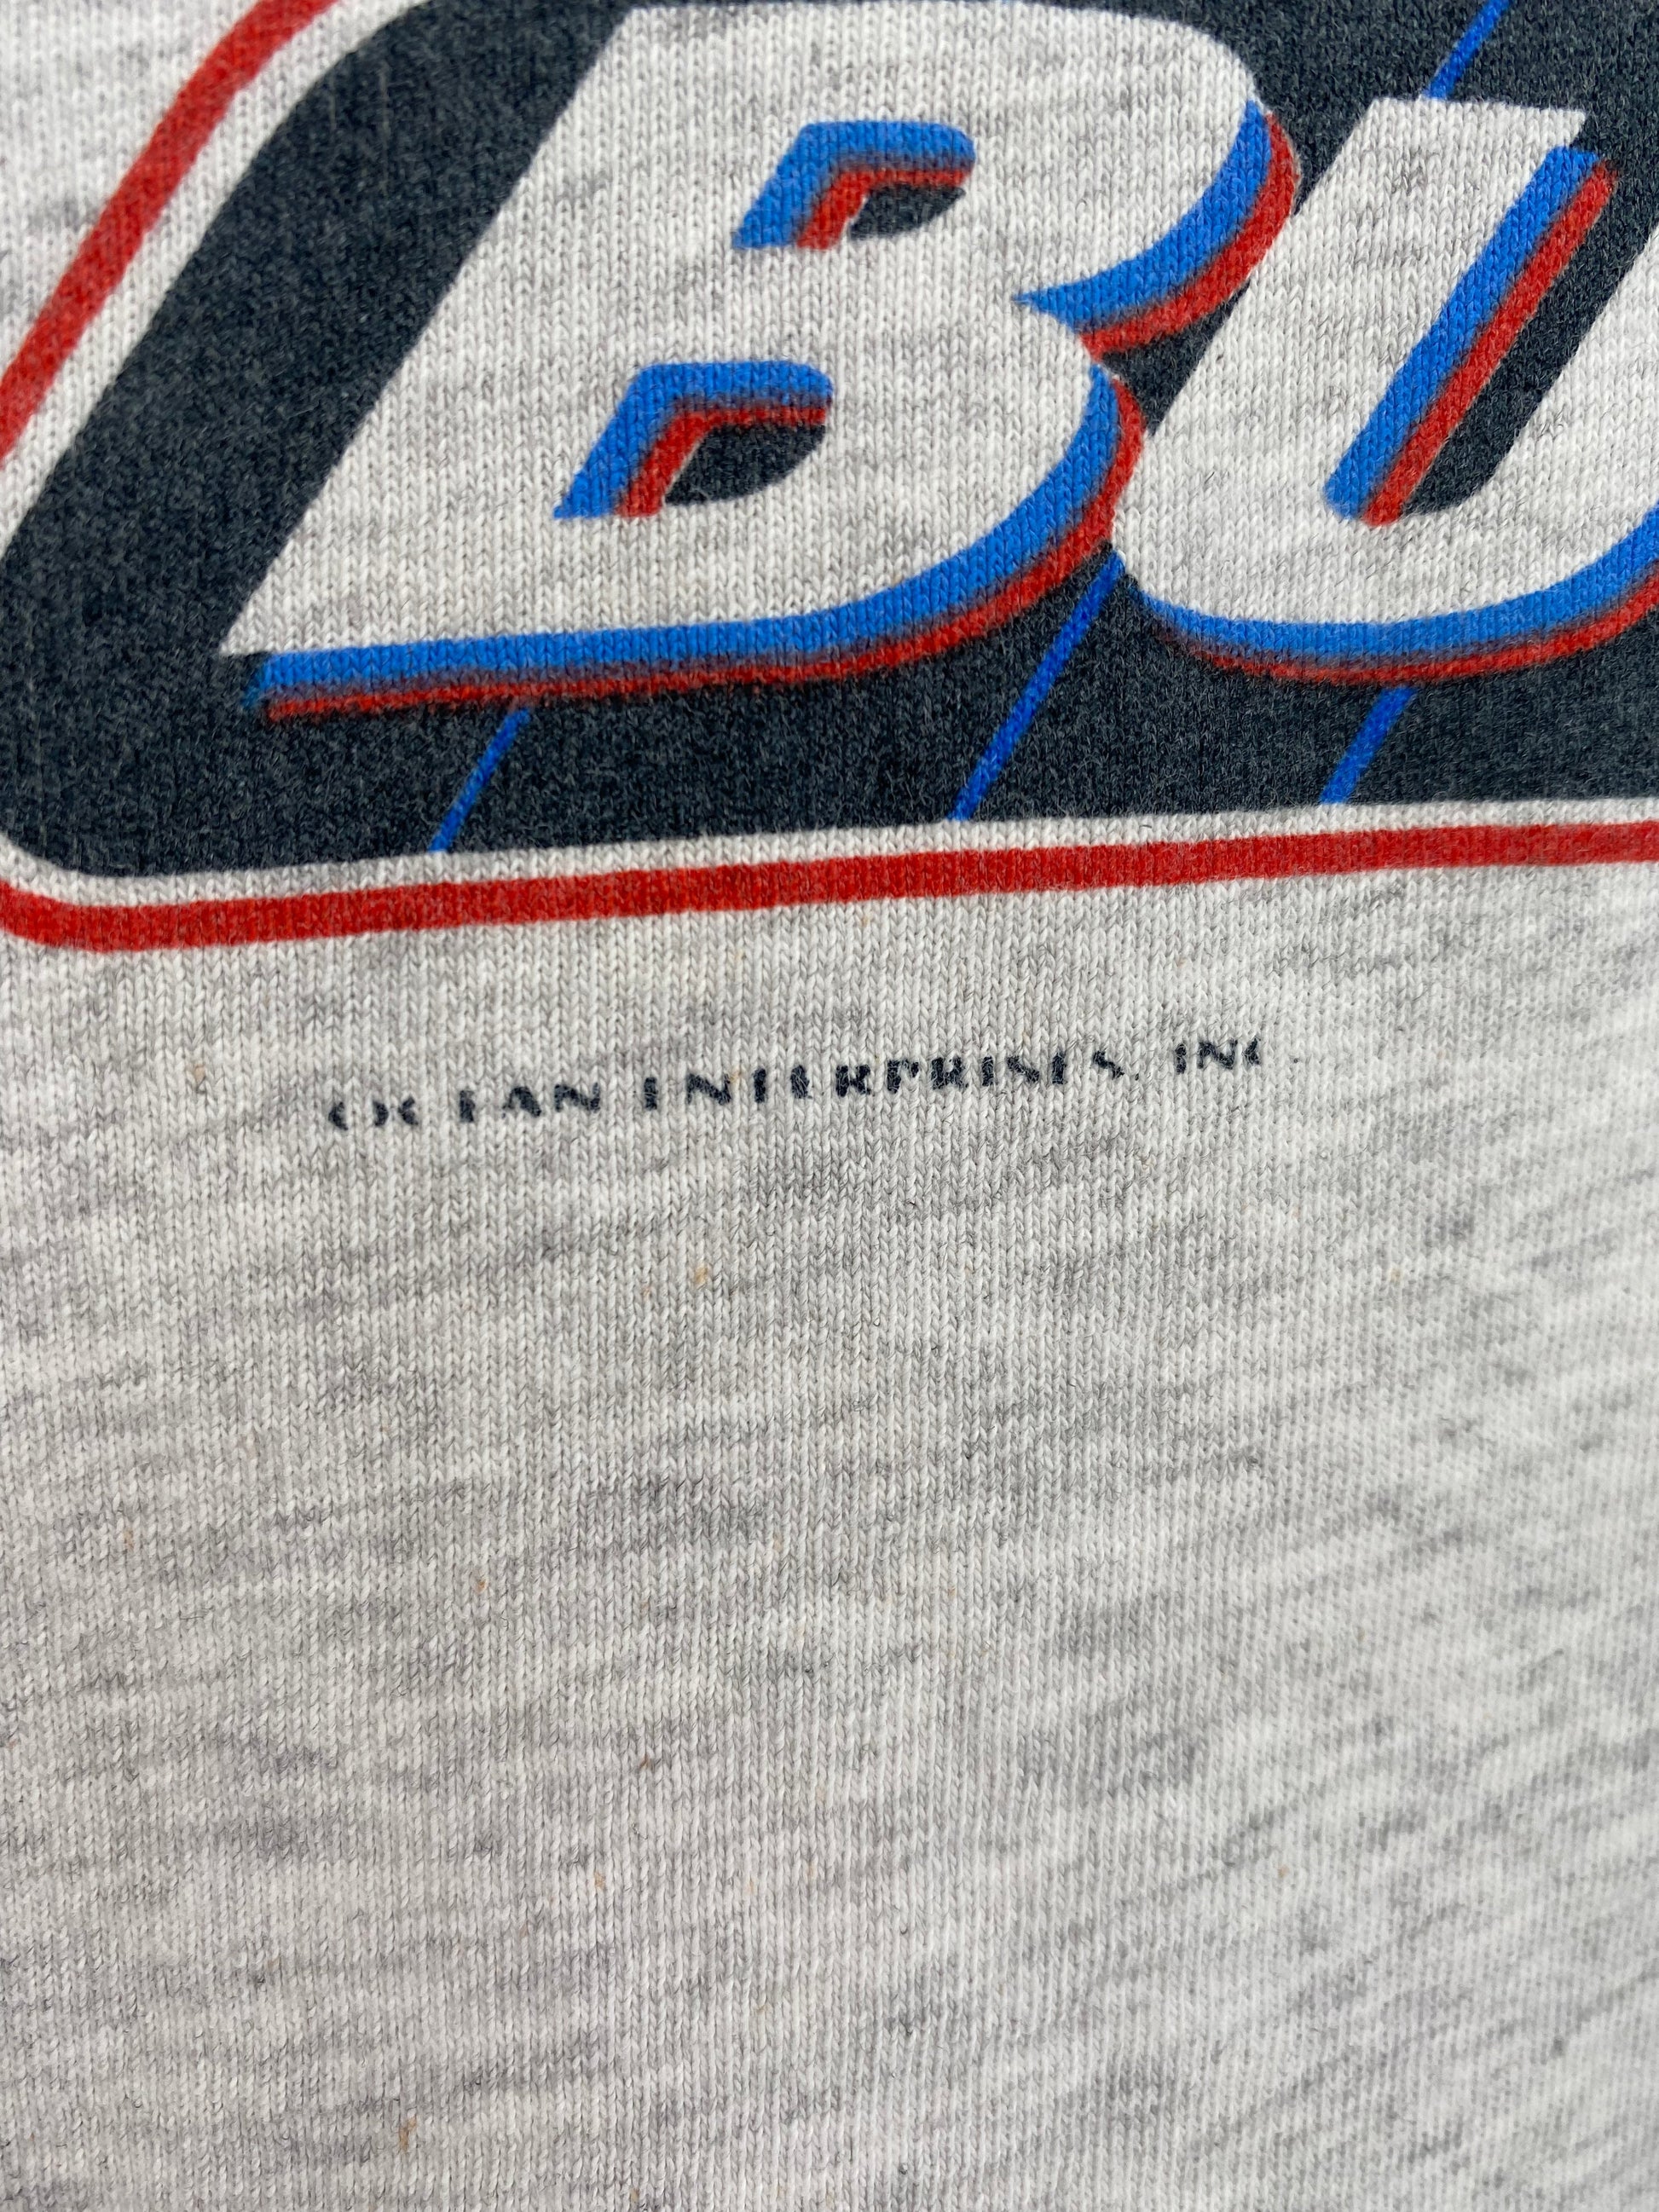 BU
OCEAN ENTERPRISES, INC.